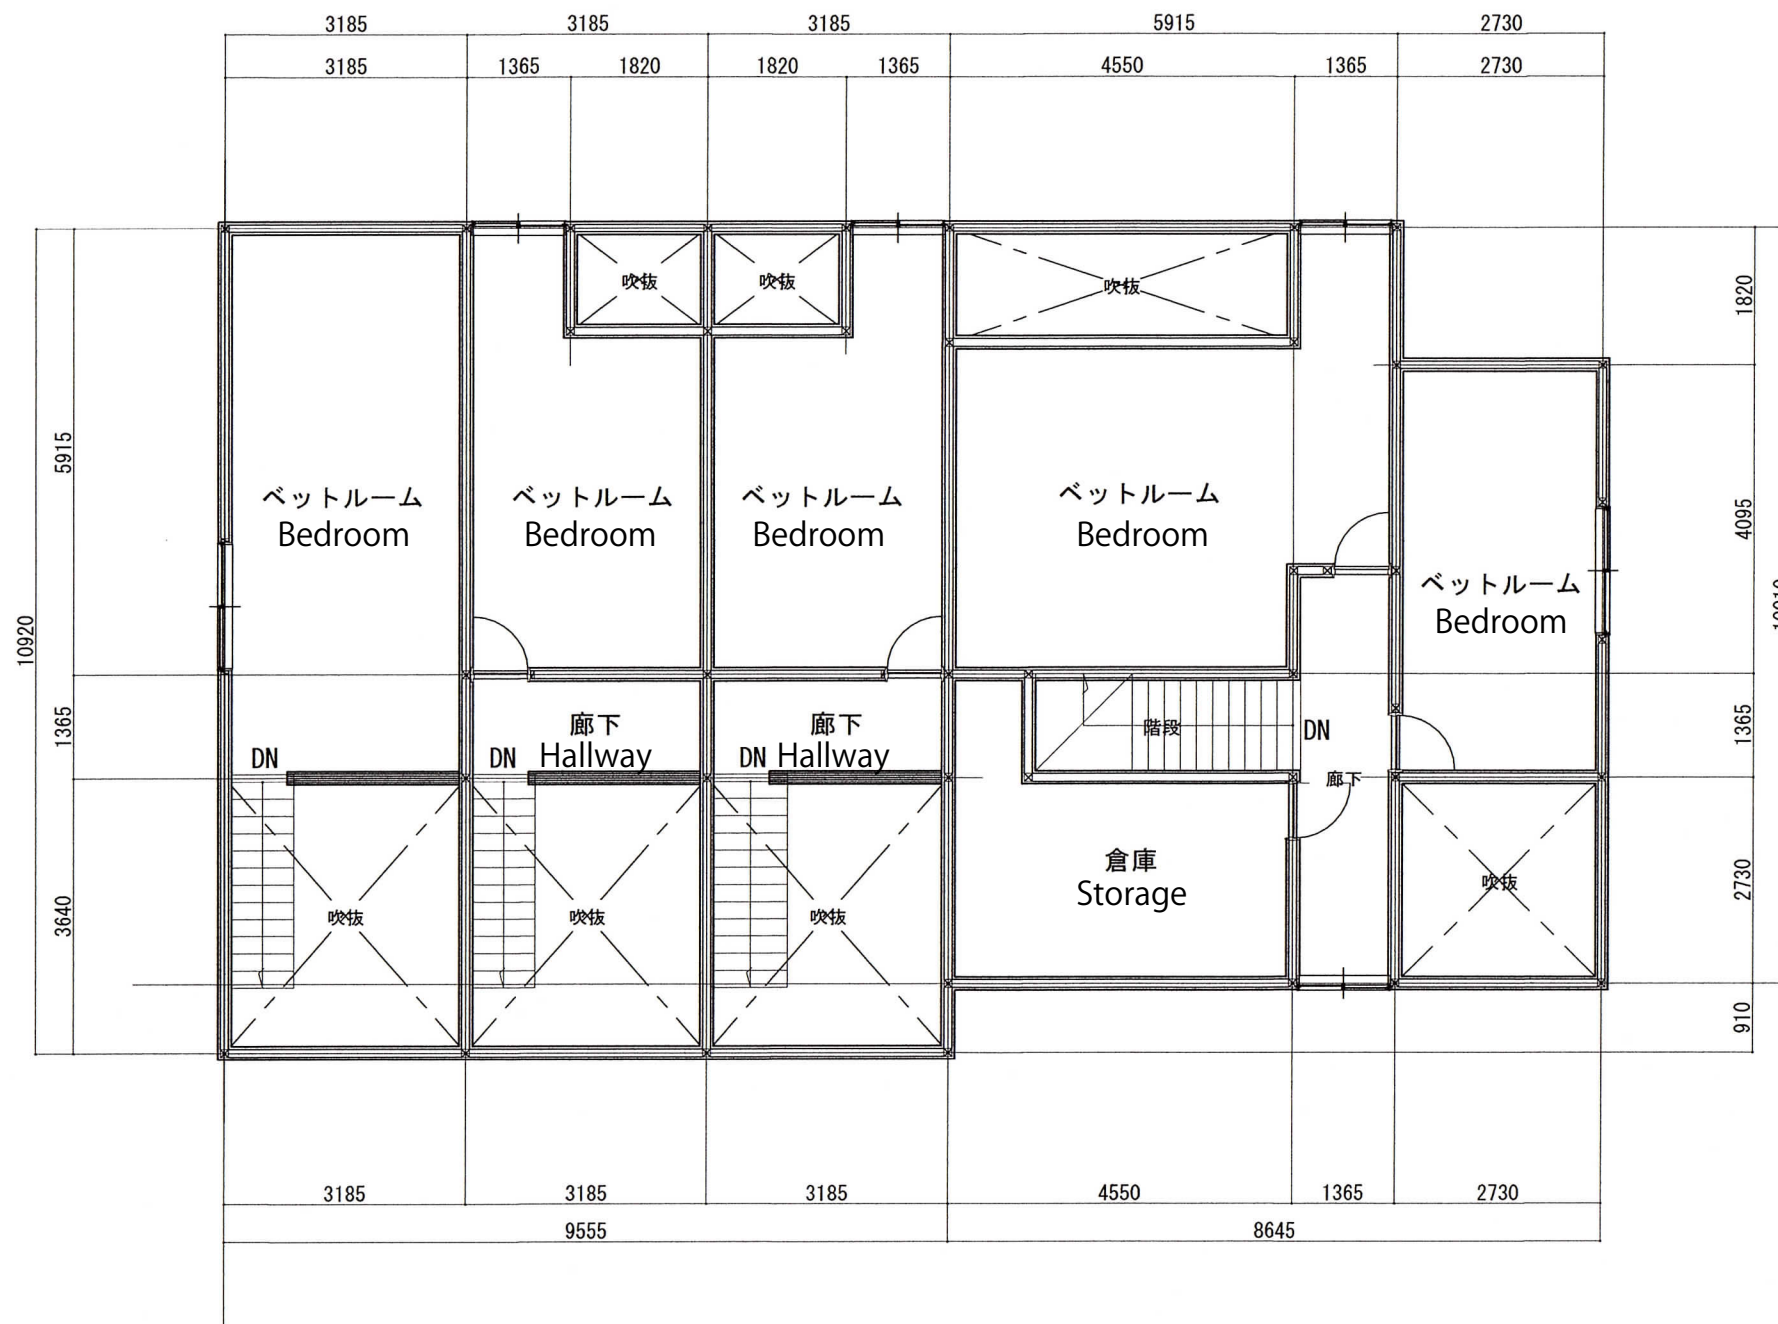 3185 3185 3185 5915 2730
3185 1365 1820 1820 1365 4550 1365 2730
吹抜 吹抜 吹抜
1820
5915
ベットルーム ベットルーム ベットルーム ベットルーム
Bedroom Bedroom Bedroom Bedroom
4095
ベットルーム
Bedroom
10920
1365
廊下 廊下 階段 DN
1365
DN DN Hallway DN Hallway
廊下
倉庫
Storage
吹抜
2730
3640
吹抜 吹抜 吹抜
910
3185 3185 3185 4550 1365 2730
9555 8645